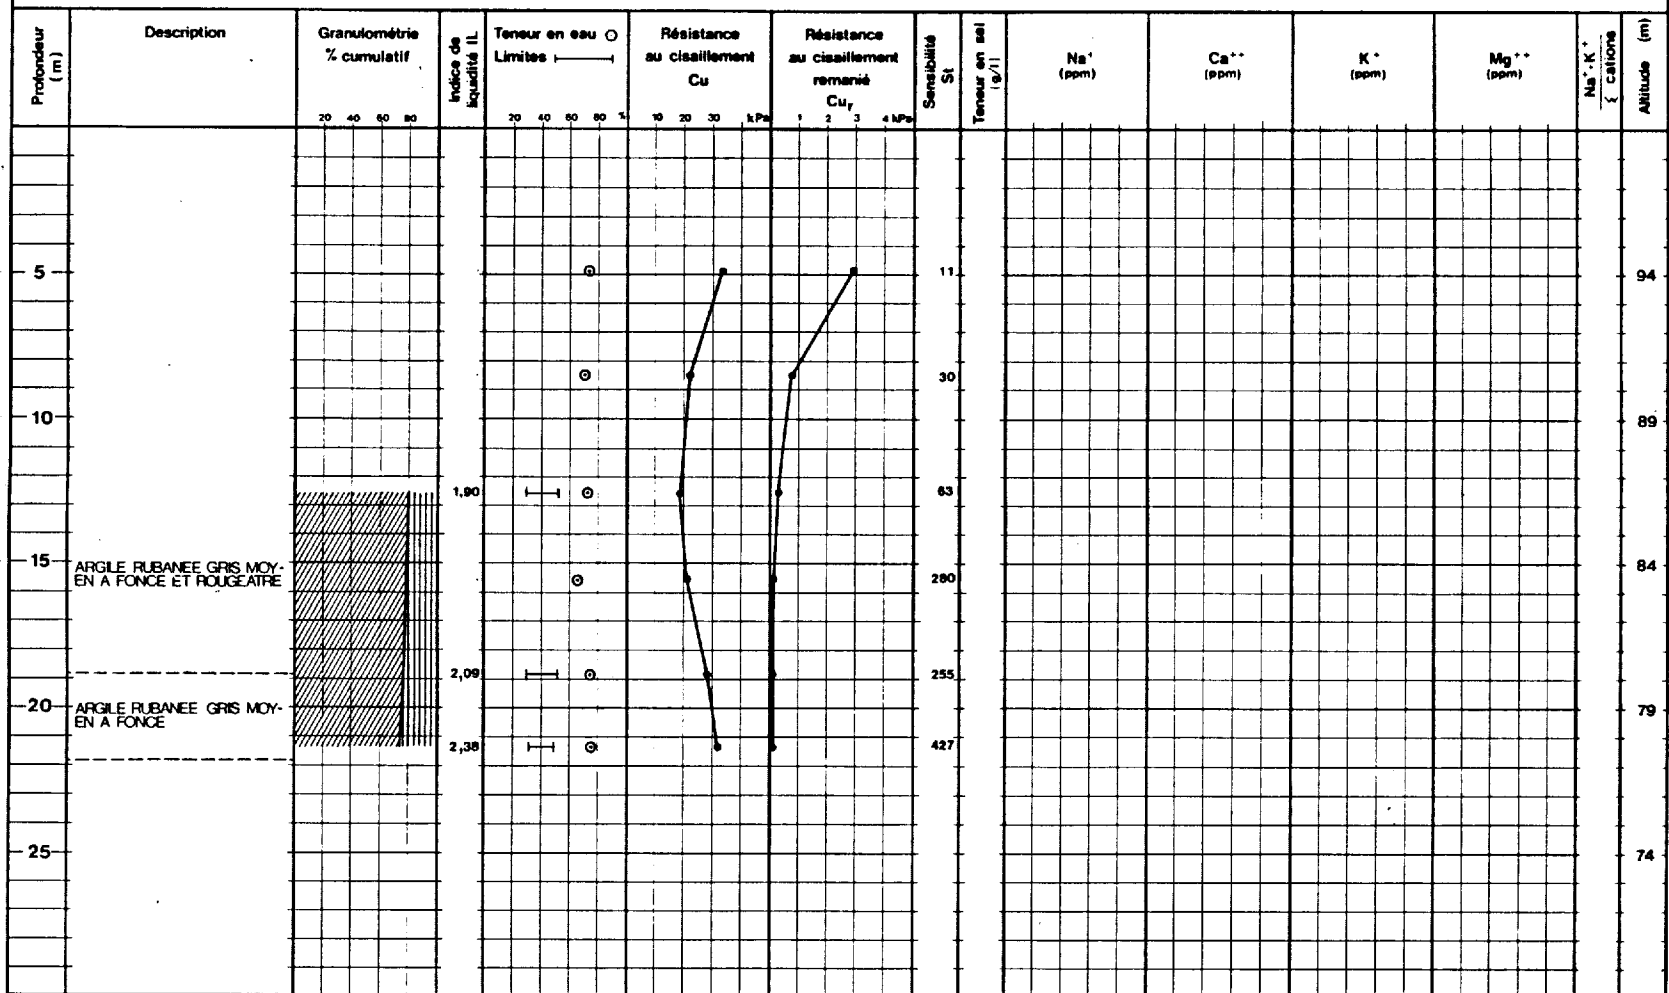 Profondeur
(m)
Description
Granulométrie
% cumulatif
20 40 60 80
Indice de
liquidité IL
Teneur en eau
Limites
20 40 60 80 %
Résistance
au cisaillement
Cu
10 20 30 kPa
Résistance
au cisaillement
remanié
Cur
1 2 3 4 kPa
Sensibilité
St
Teneur en sel
(g/l)
Na+
(ppm)
Ca++
(ppm)
K+
(ppm)
Mg++
(ppm)
Na+·K+
Σ cations
Altitude (m)
5
11
94
30
10
89
1,90
63
15
ARGILE RUBANEE GRIS MOY-
EN A FONCE ET ROUGEATRE
280
84
2,09
255
20
ARGILE RUBANEE GRIS MOY-
EN A FONCE
79
2,38
427
25
74